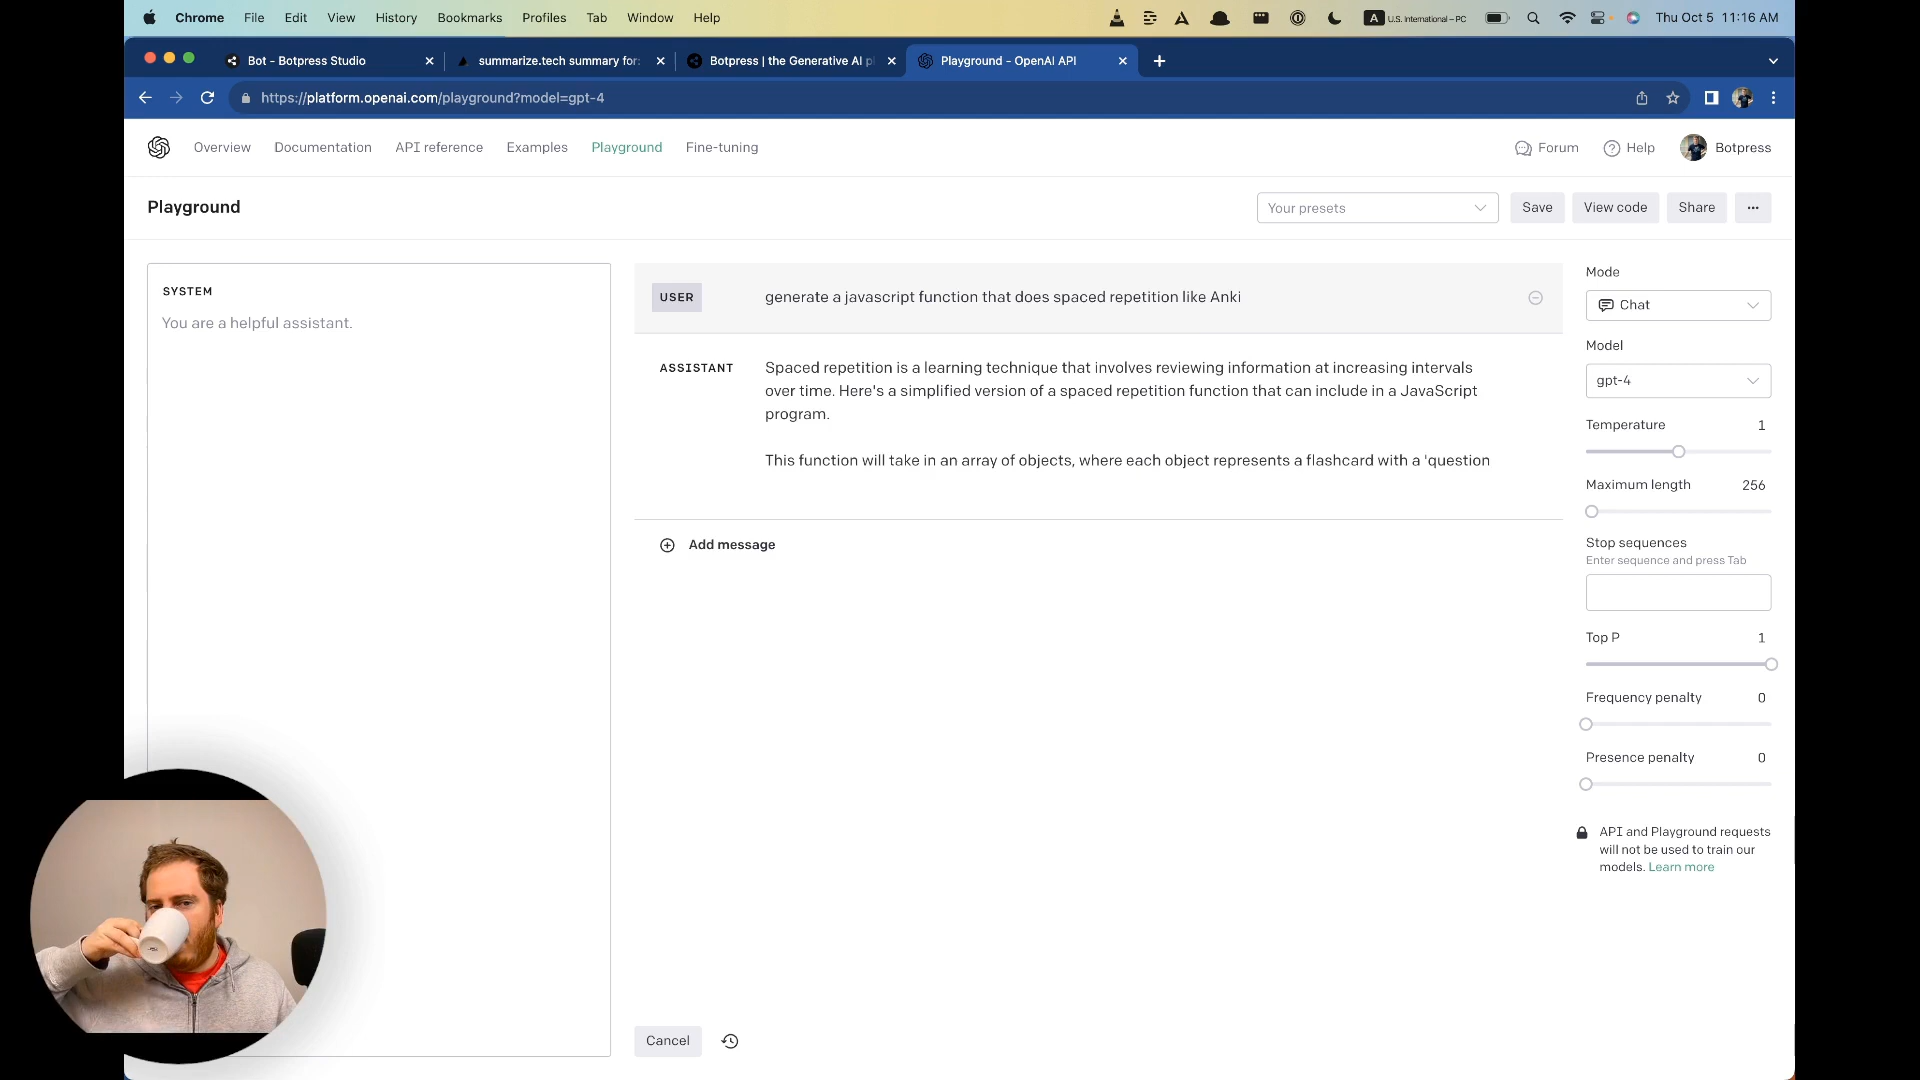 Chrome File Edit View History Bookmarks Profiles Tab Window Help A U.S. International – PC Thu Oct 5 11:16 AM
Bot - Botpress Studio summarize.tech summary for: Botpress | the Generative AI pl Playground - OpenAI API
https://platform.openai.com/playground?model=gpt-4
Overview Documentation API reference Examples Playground Fine-tuning Forum Help Botpress
Playground Your presets Save View code Share ...
SYSTEM
You are a helpful assistant.
USER generate a javascript function that does spaced repetition like Anki
ASSISTANT Spaced repetition is a learning technique that involves reviewing information at increasing intervals
over time. Here's a simplified version of a spaced repetition function that can include in a JavaScript
program.
This function will take in an array of objects, where each object represents a flashcard with a 'question
Add message
Cancel
Mode
Chat
Model
gpt-4
Temperature 1
Maximum length 256
Stop sequences
Enter sequence and press Tab
Top P 1
Frequency penalty 0
Presence penalty 0
API and Playground requests
will not be used to train our
models. Learn more